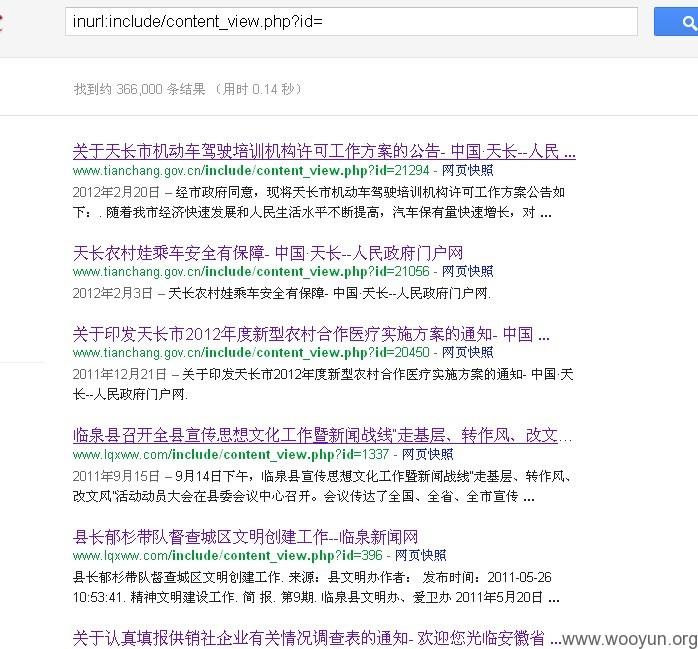 inurl:include/content_view.php?id=
找到约 366,000 条结果 （用时 0.14 秒）
关于天长市机动车驾驶培训机构许可工作方案的公告- 中国·天长--人民 ...
www.tianchang.gov.cn/include/content_view.php?id=21294 - 网页快照
2012年2月20日 – 经市政府同意，现将天长市机动车驾驶培训机构许可工作方案公告如
下：. 随着我市经济快速发展和人民生活水平不断提高，汽车保有量快速增长，对 ...
天长农村娃乘车安全有保障- 中国·天长--人民政府门户网
www.tianchang.gov.cn/include/content_view.php?id=21056 - 网页快照
2012年2月3日 – 天长农村娃乘车安全有保障- 中国·天长--人民政府门户网.
关于印发天长市2012年度新型农村合作医疗实施方案的通知- 中国 ...
www.tianchang.gov.cn/include/content_view.php?id=20450 - 网页快照
2011年12月21日 – 关于印发天长市2012年度新型农村合作医疗实施方案的通知- 中国·天
长--人民政府门户网.
临泉县召开全县宣传思想文化工作暨新闻战线"走基层、转作风、改文...
www.lqxww.com/include/content_view.php?id=1337 - 网页快照
2011年9月15日 – 9月14日下午，临泉县宣传思想文化工作暨新闻战线"走基层、转作风、
改文风"活动动员大会在县委会议中心召开。会议传达了全国、全省、全市宣传 ...
县长郁杉带队督查城区文明创建工作--临泉新闻网
www.lqxww.com/include/content_view.php?id=396 - 网页快照
县长郁杉带队督查城区文明创建工作. 来源：县文明办作者： 发布时间：2011-05-26
10:53:41. 精神文明建设工作. 简 报. 第9期. 临泉县文明办、爱卫办 2011年5月20日 ...
关于认真填报供销社企业有关情况调查表的通知- 欢迎您光临安徽省 ...
www.wooyun.org